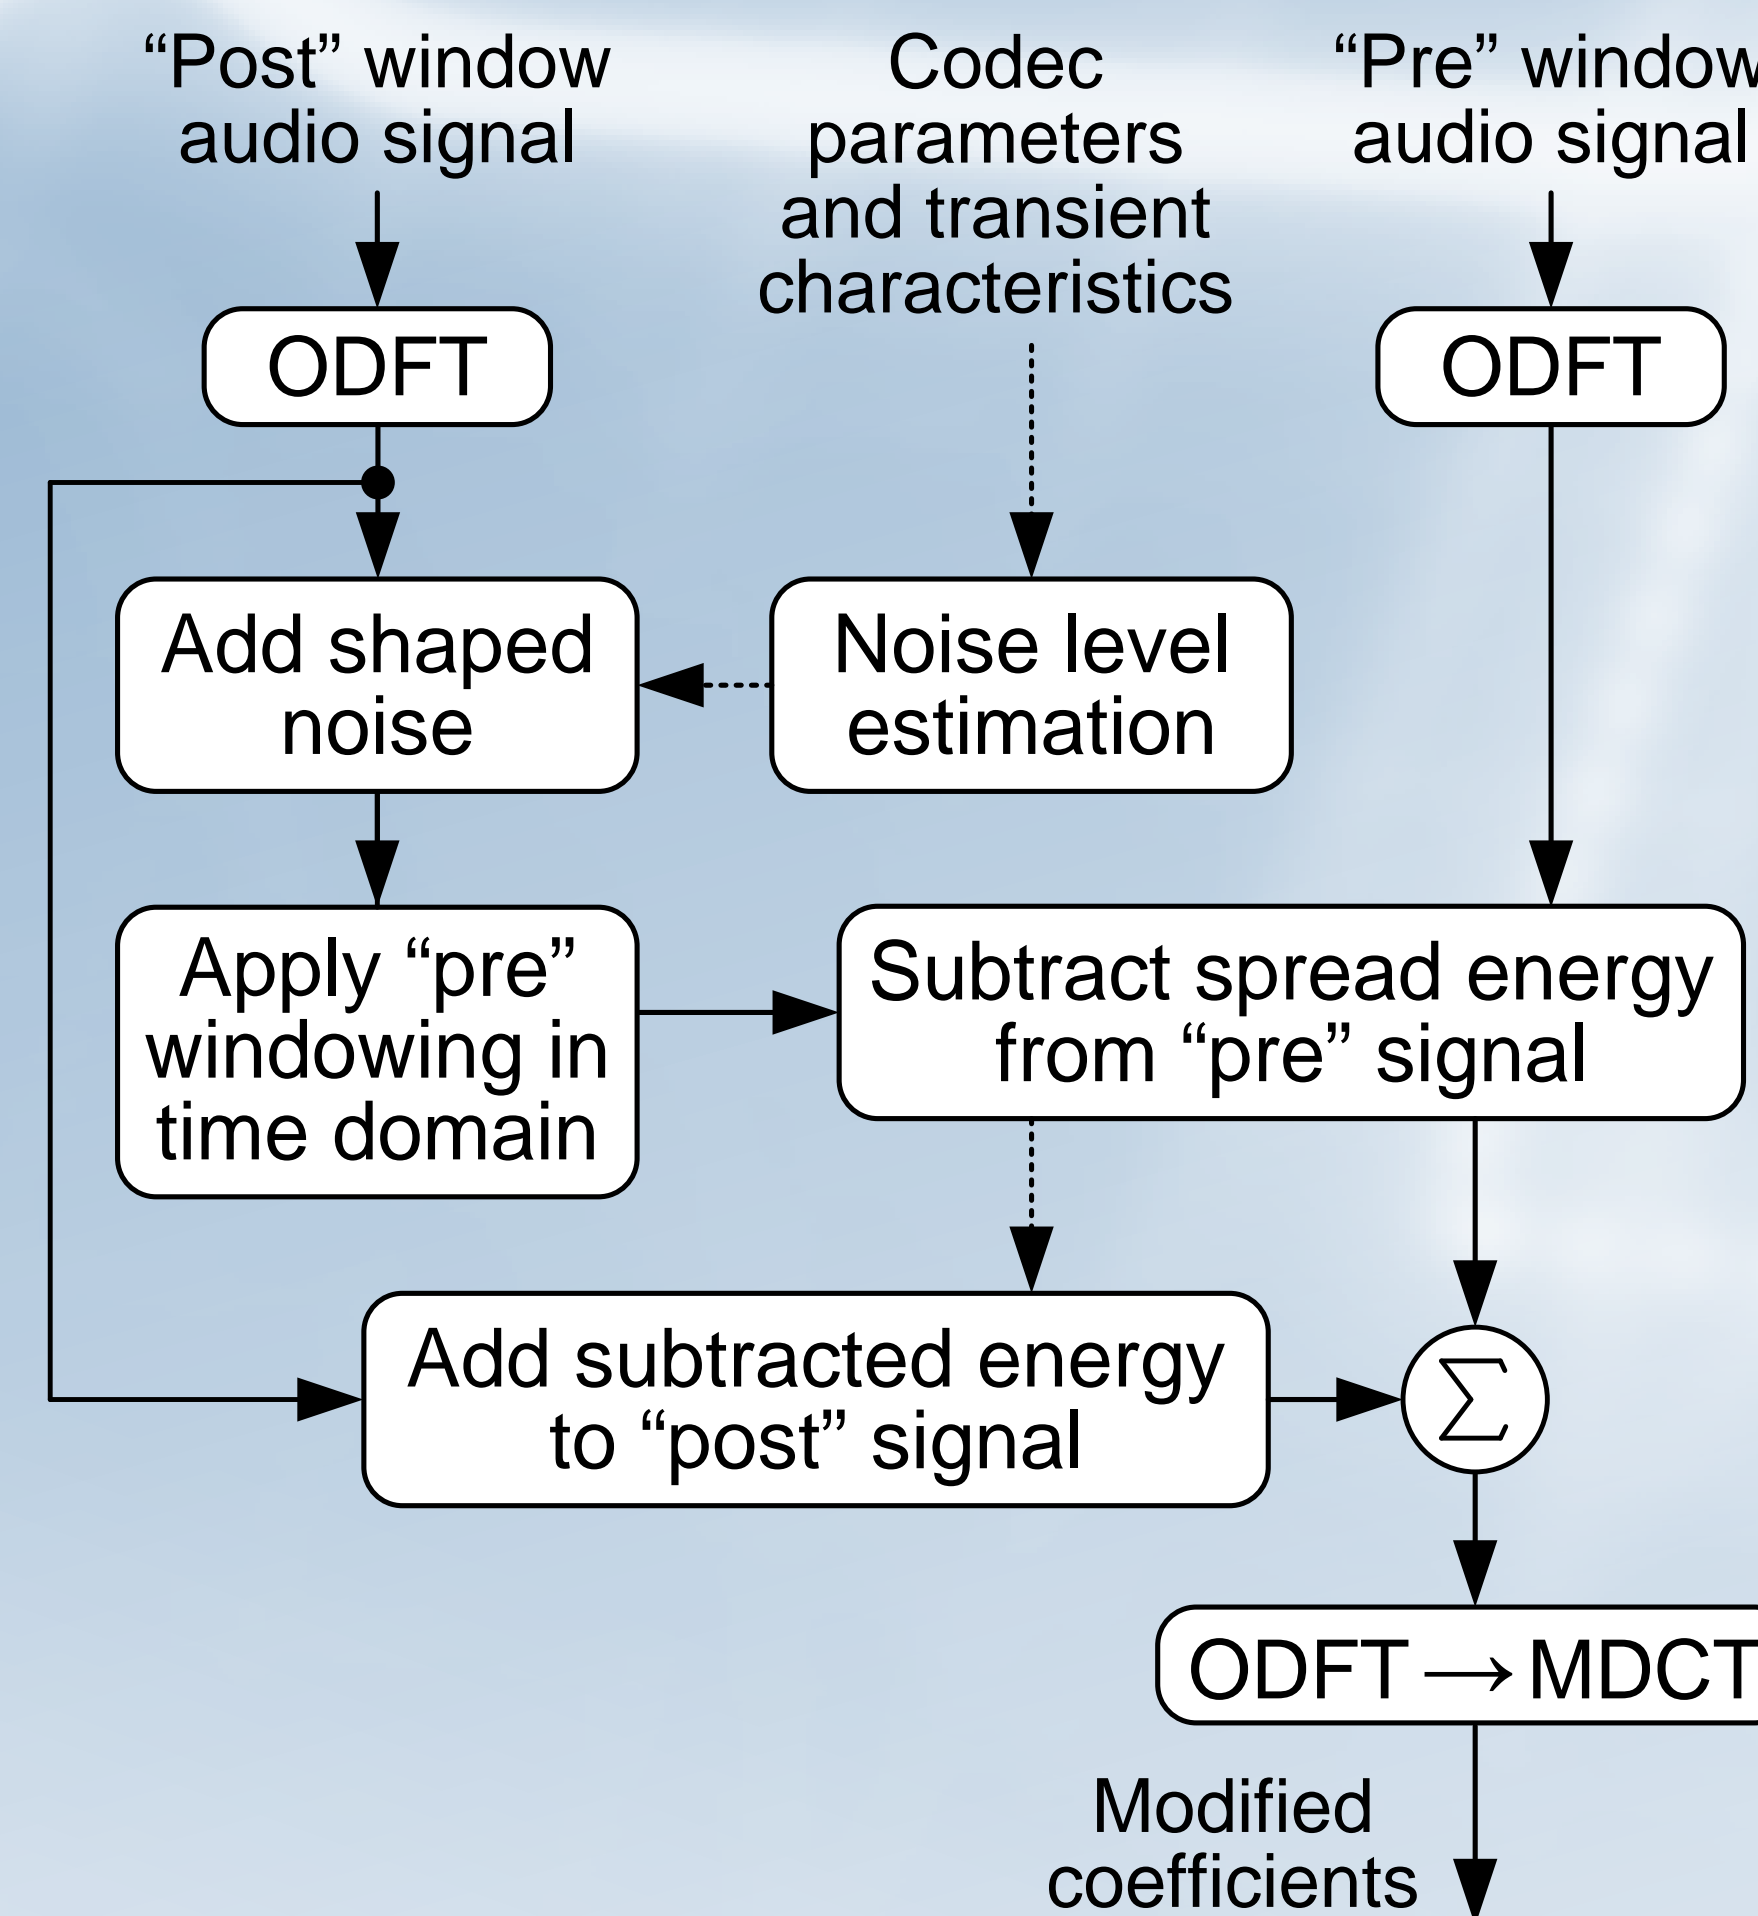 “Post” window
audio signal
Codec
parameters
and transient
characteristics
“Pre” window
audio signal
ODFT
ODFT
Add shaped
noise
Noise level
estimation
Apply “pre”
windowing in
time domain
Subtract spread energy
from “pre” signal
Add subtracted energy
to “post” signal
∑
ODFT → MDCT
Modified
coefficients